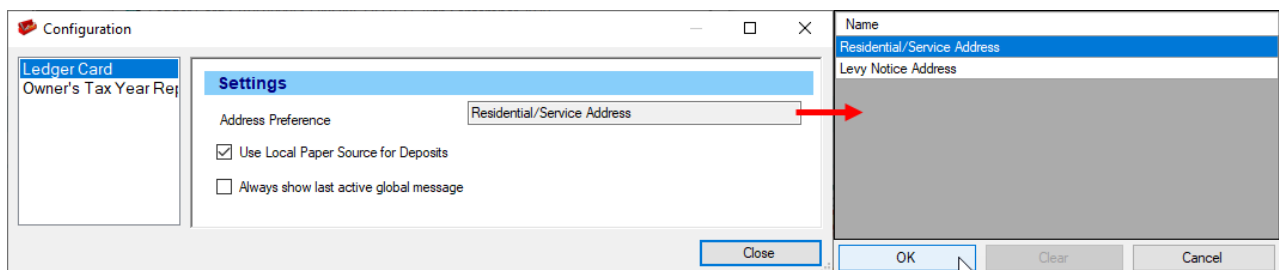 Configuration
Ledger Card
Owner's Tax Year Rep
Settings
Address Preference
Residential/Service Address
Use Local Paper Source for Deposits
Always show last active global message
Close
Name
Residential/Service Address
Levy Notice Address
OK
Clear
Cancel